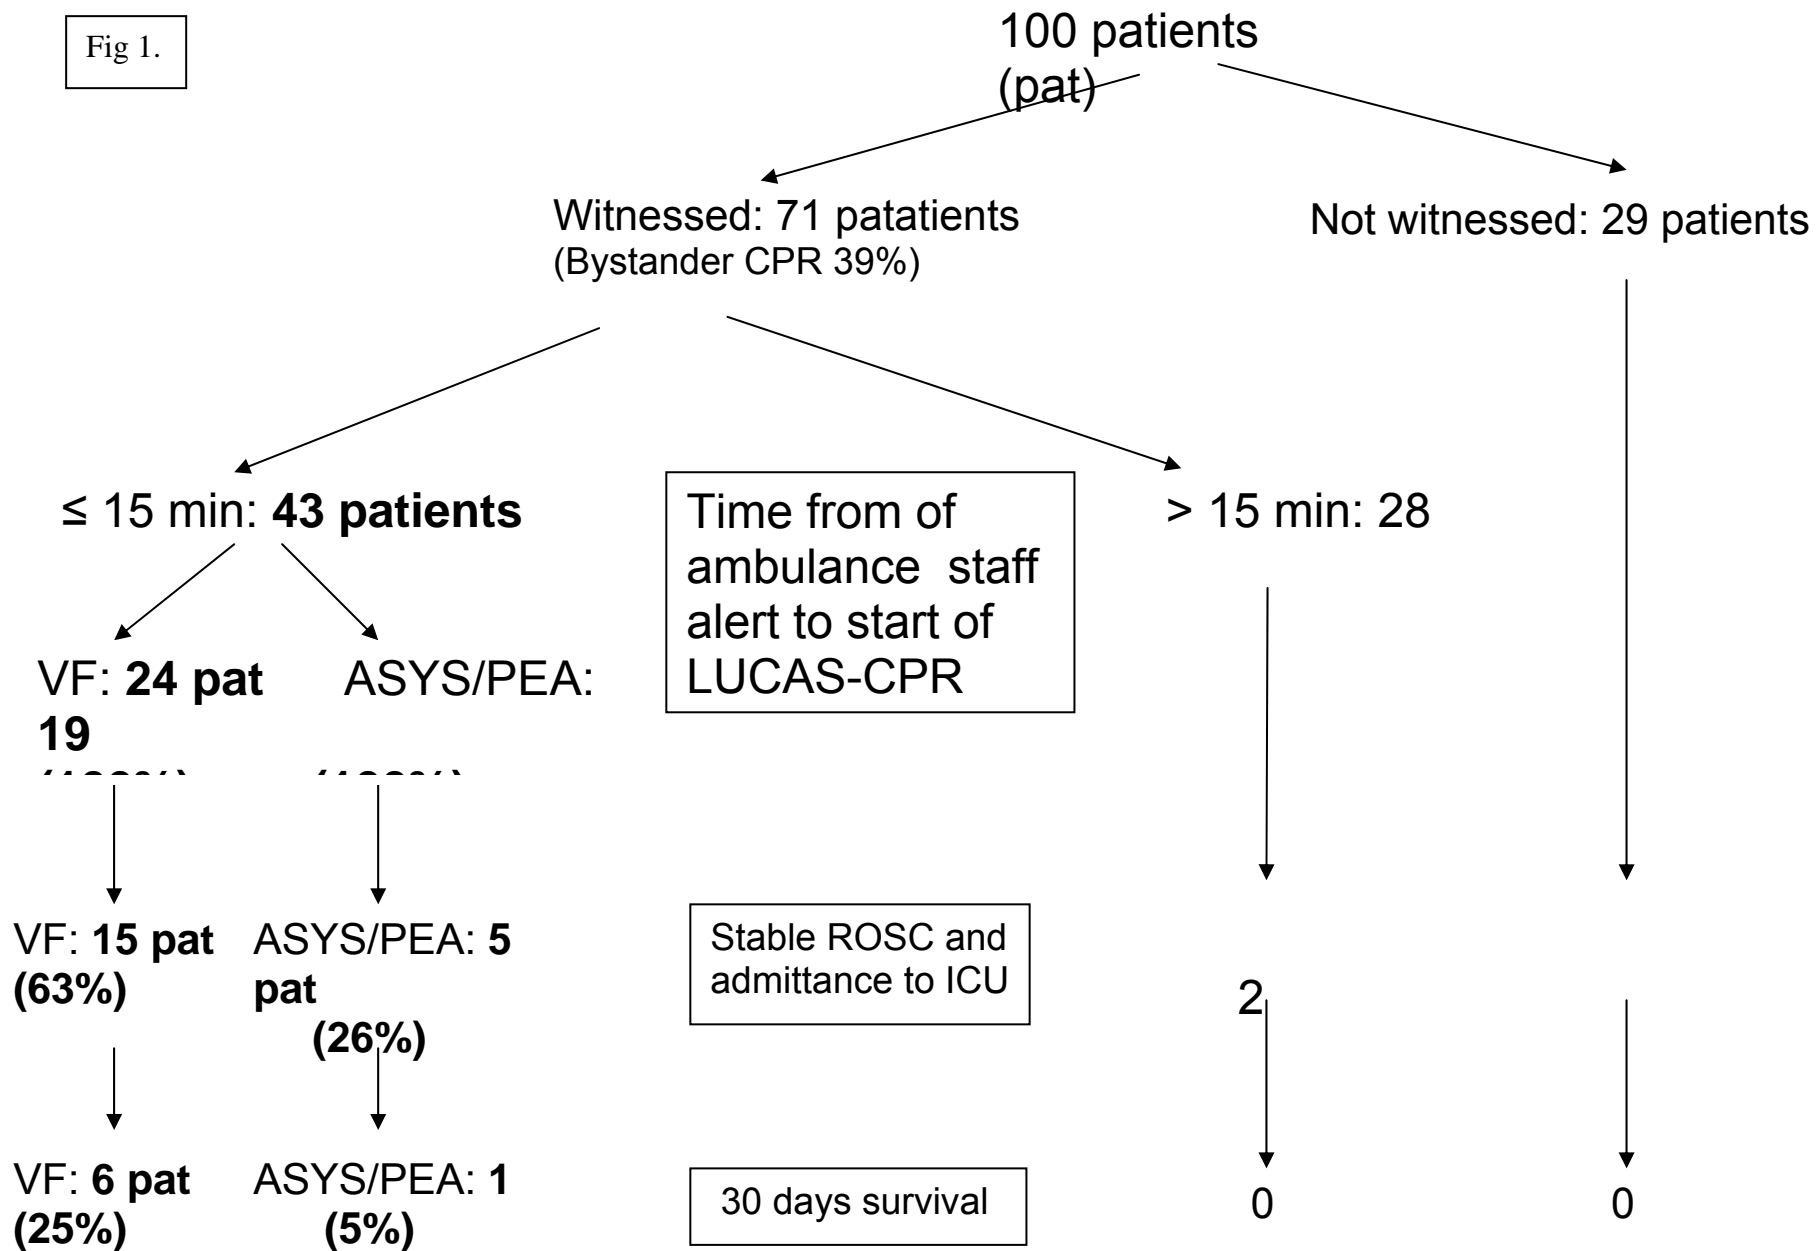 Fig 1.
100 patients
(pat)
Witnessed: 71 patatients
(Bystander CPR 39%)
Not witnessed: 29 patients
≤ 15 min: 43 patients
Time from of
ambulance staff
alert to start of
LUCAS-CPR
> 15 min: 28
VF: 24 pat ASYS/PEA:
19
VF: 15 pat
(63%)
ASYS/PEA: 5
pat
(26%)
Stable ROSC and
admittance to ICU
2
VF: 6 pat
(25%)
ASYS/PEA: 1
(5%)
30 days survival
0
0